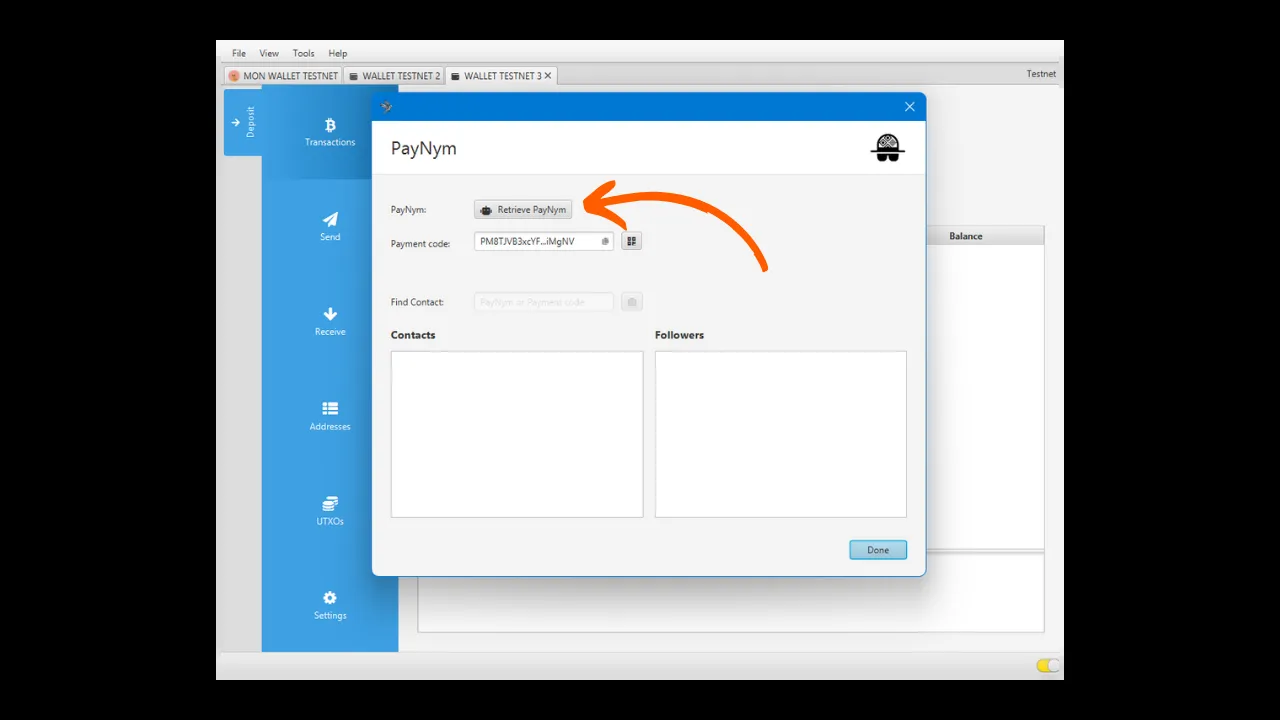 File View Tools Help
MON WALLET TESTNET WALLET TESTNET 2 WALLET TESTNET 3
Testnet
Deposit
Transactions
Send
Receive
Addresses
UTXOs
Settings
PayNym
PayNym:
Retrieve PayNym
Payment code:
PM8TJVB3xcYF...iMgNV
Find Contact:
PayNym or Payment code
Contacts
Followers
Done
Balance